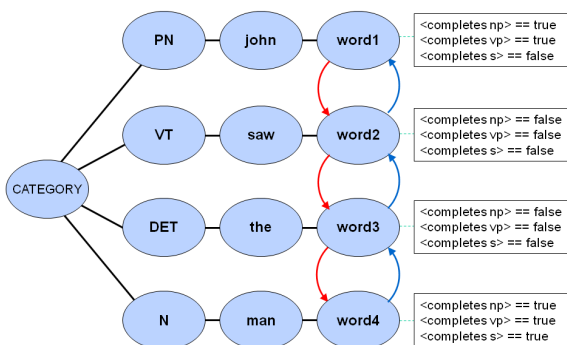 PN
john
word1
<completes np> == true
<completes vp> == true
<completes s> == false
VT
saw
word2
<completes np> == false
<completes vp> == false
<completes s> == false
CATEGORY
DET
the
word3
<completes np> == false
<completes vp> == false
<completes s> == false
N
man
word4
<completes np> == true
<completes vp> == true
<completes s> == true